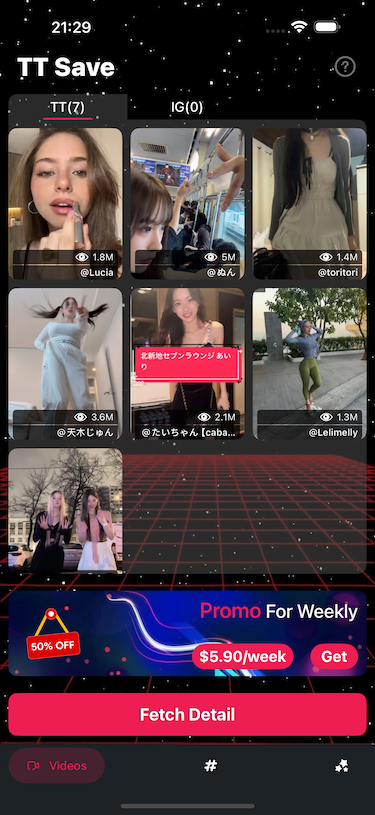 21:29
TT Save
?
TT(7)
IG(0)
1.8M
@Lucia
5M
@ぬん
1.4M
@toritori
3.6M
@天木じゅん
北新地セブンラウンジ あい
り
2.1M
@たいちゃん【caba...
1.3M
@Lelimelly
50% OFF
Promo For Weekly
$5.90/week
Get
Fetch Detail
Videos
#